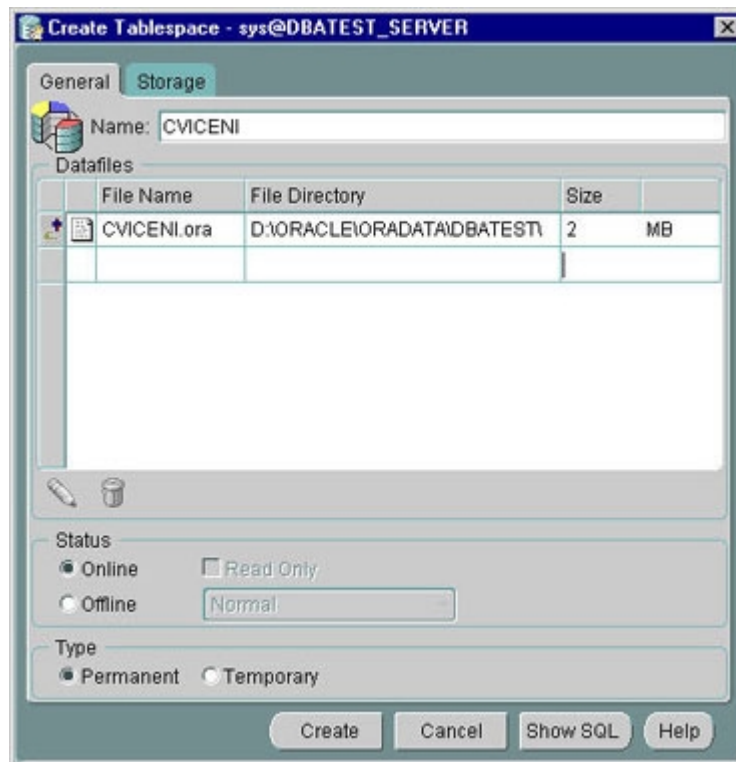 Create Tablespace - sys@DBATEST_SERVER
General Storage
Name: CVICENI
Datafiles
File Name File Directory Size
CVICENI.ora D:\ORACLE\ORADATA\DBATEST\ 2 MB
Status
Online Read Only
Offline Normal
Type
Permanent Temporary
Create Cancel Show SQL Help